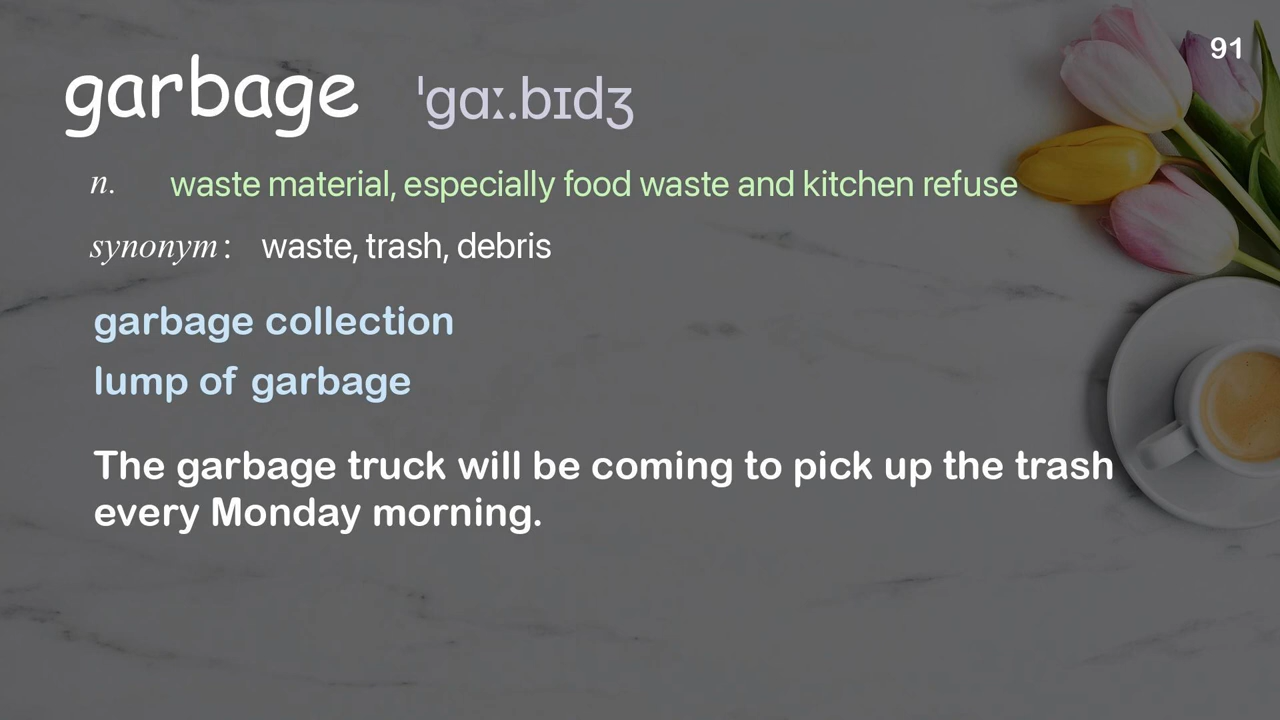 91
garbage ˈɡɑː.bɪdʒ
n. waste material, especially food waste and kitchen refuse
synonym: waste, trash, debris
garbage collection
lump of garbage
The garbage truck will be coming to pick up the trash
every Monday morning.